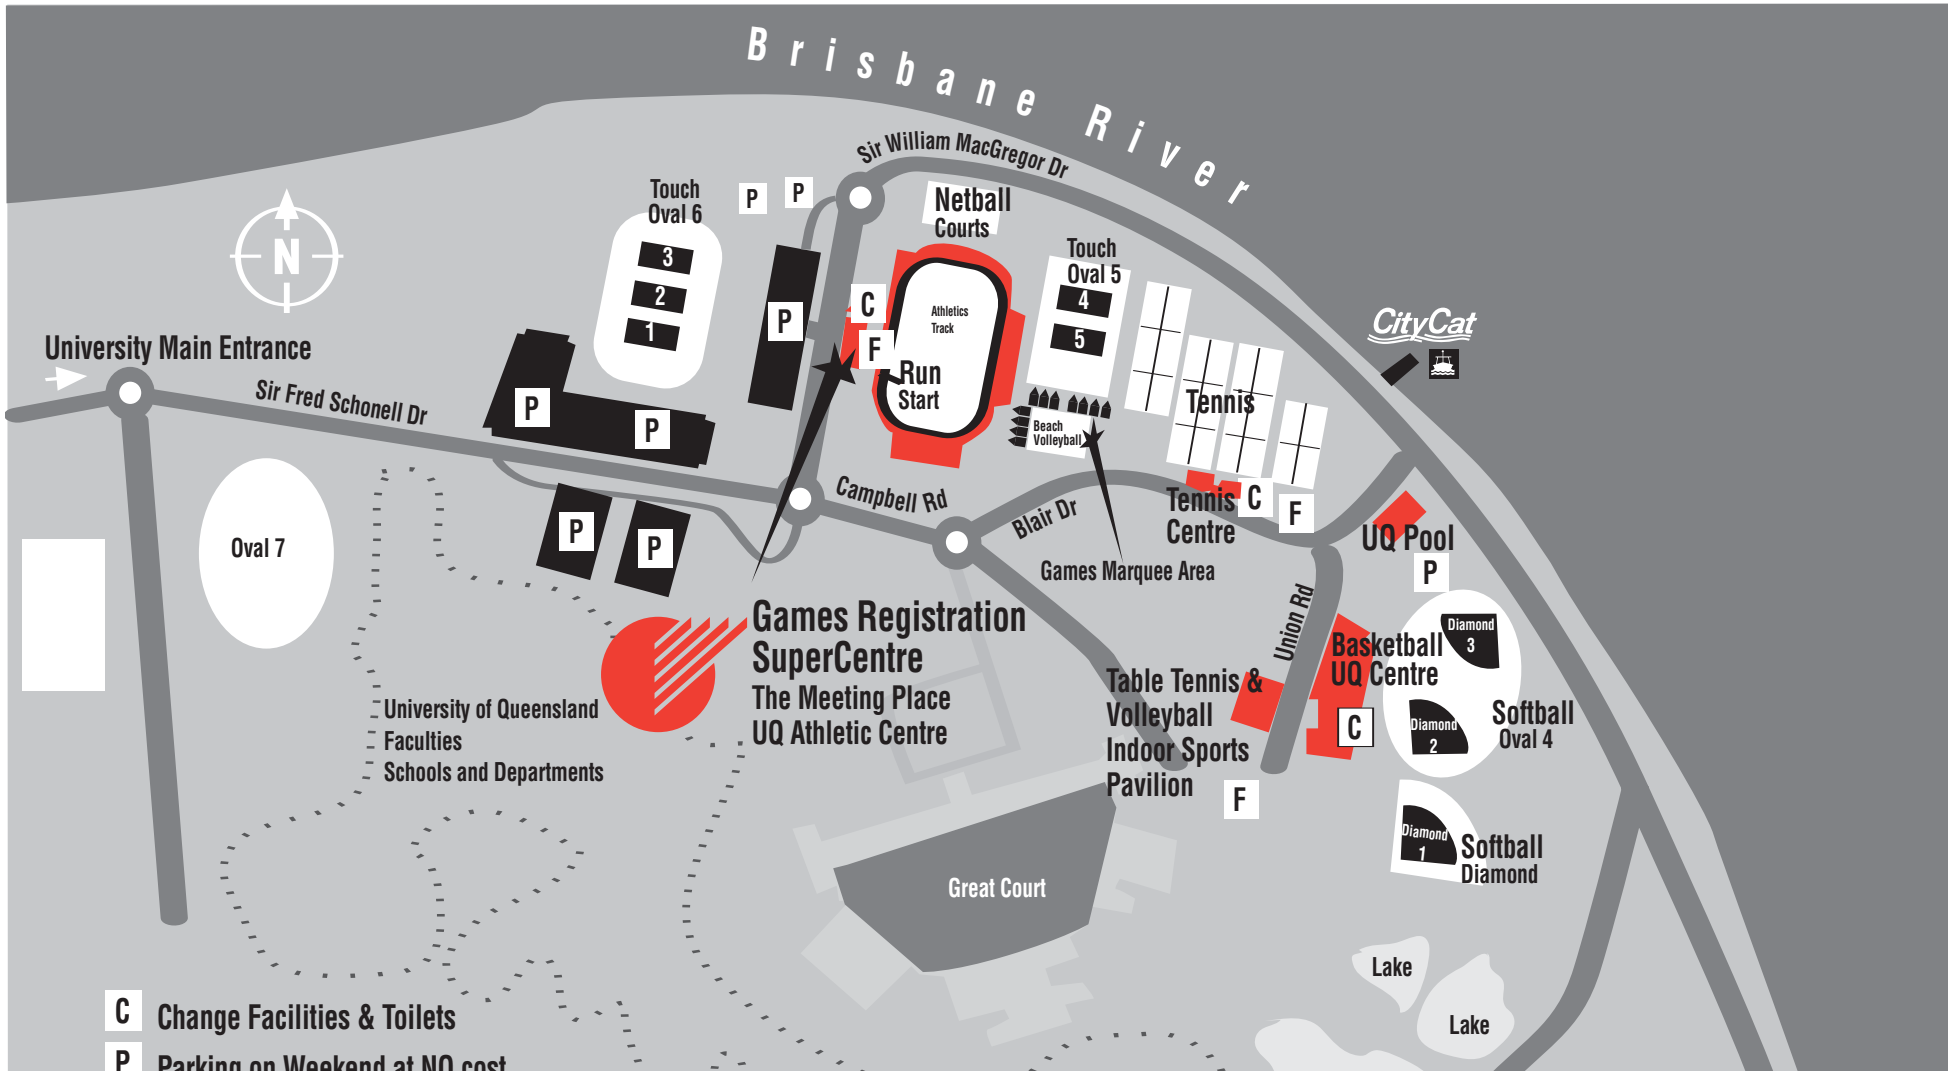 Brisbane River
Sir William MacGregor Dr
Touch
Oval 6
P
P
Netball
Courts
N
3
2
1
Touch
Oval 5
4
5
P
C
F
Athletics
Track
Run
Start
CityCat
University Main Entrance
Sir Fred Schonell Dr
P
P
Beach
Volleyball
Tennis
Campbell Rd
Blair Dr
Tennis
Centre
C
F
UQ Pool
P
P
P
Oval 7
Games Marquee Area
Union Rd
Games Registration
SuperCentre
The Meeting Place
UQ Athletic Centre
Basketball
UQ Centre
C
Diamond
3
Diamond
2
Softball
Oval 4
Table Tennis &
Volleyball
Indoor Sports
Pavilion
F
University of Queensland
Faculties
Schools and Departments
Diamond
1
Softball
Diamond
Great Court
Lake
Lake
C Change Facilities & Toilets
P Parking on Weekend at NO cost